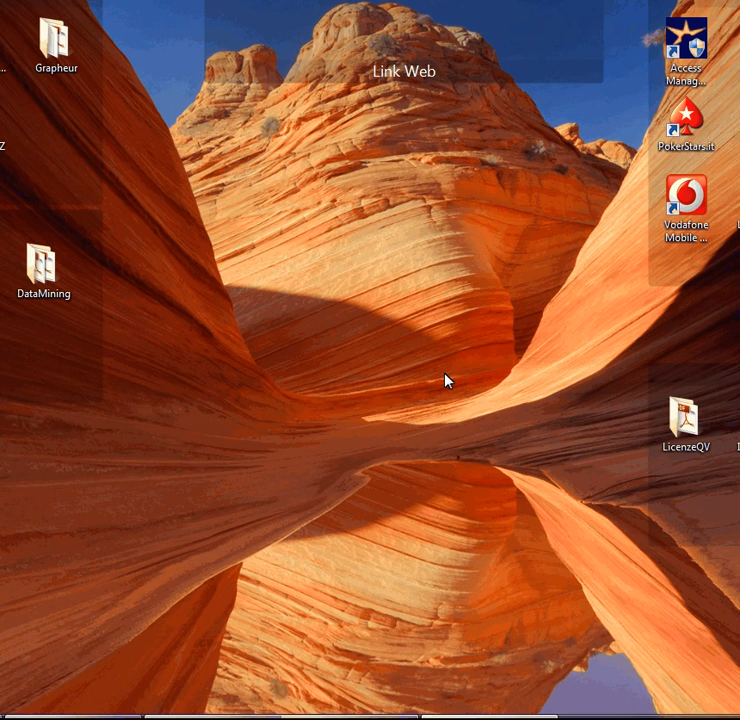 Link Web
Grapheur
...
Z
DataMining
Access
Manag...
PokerStars.it
Vodafone
Mobile ...
LicenzeQV